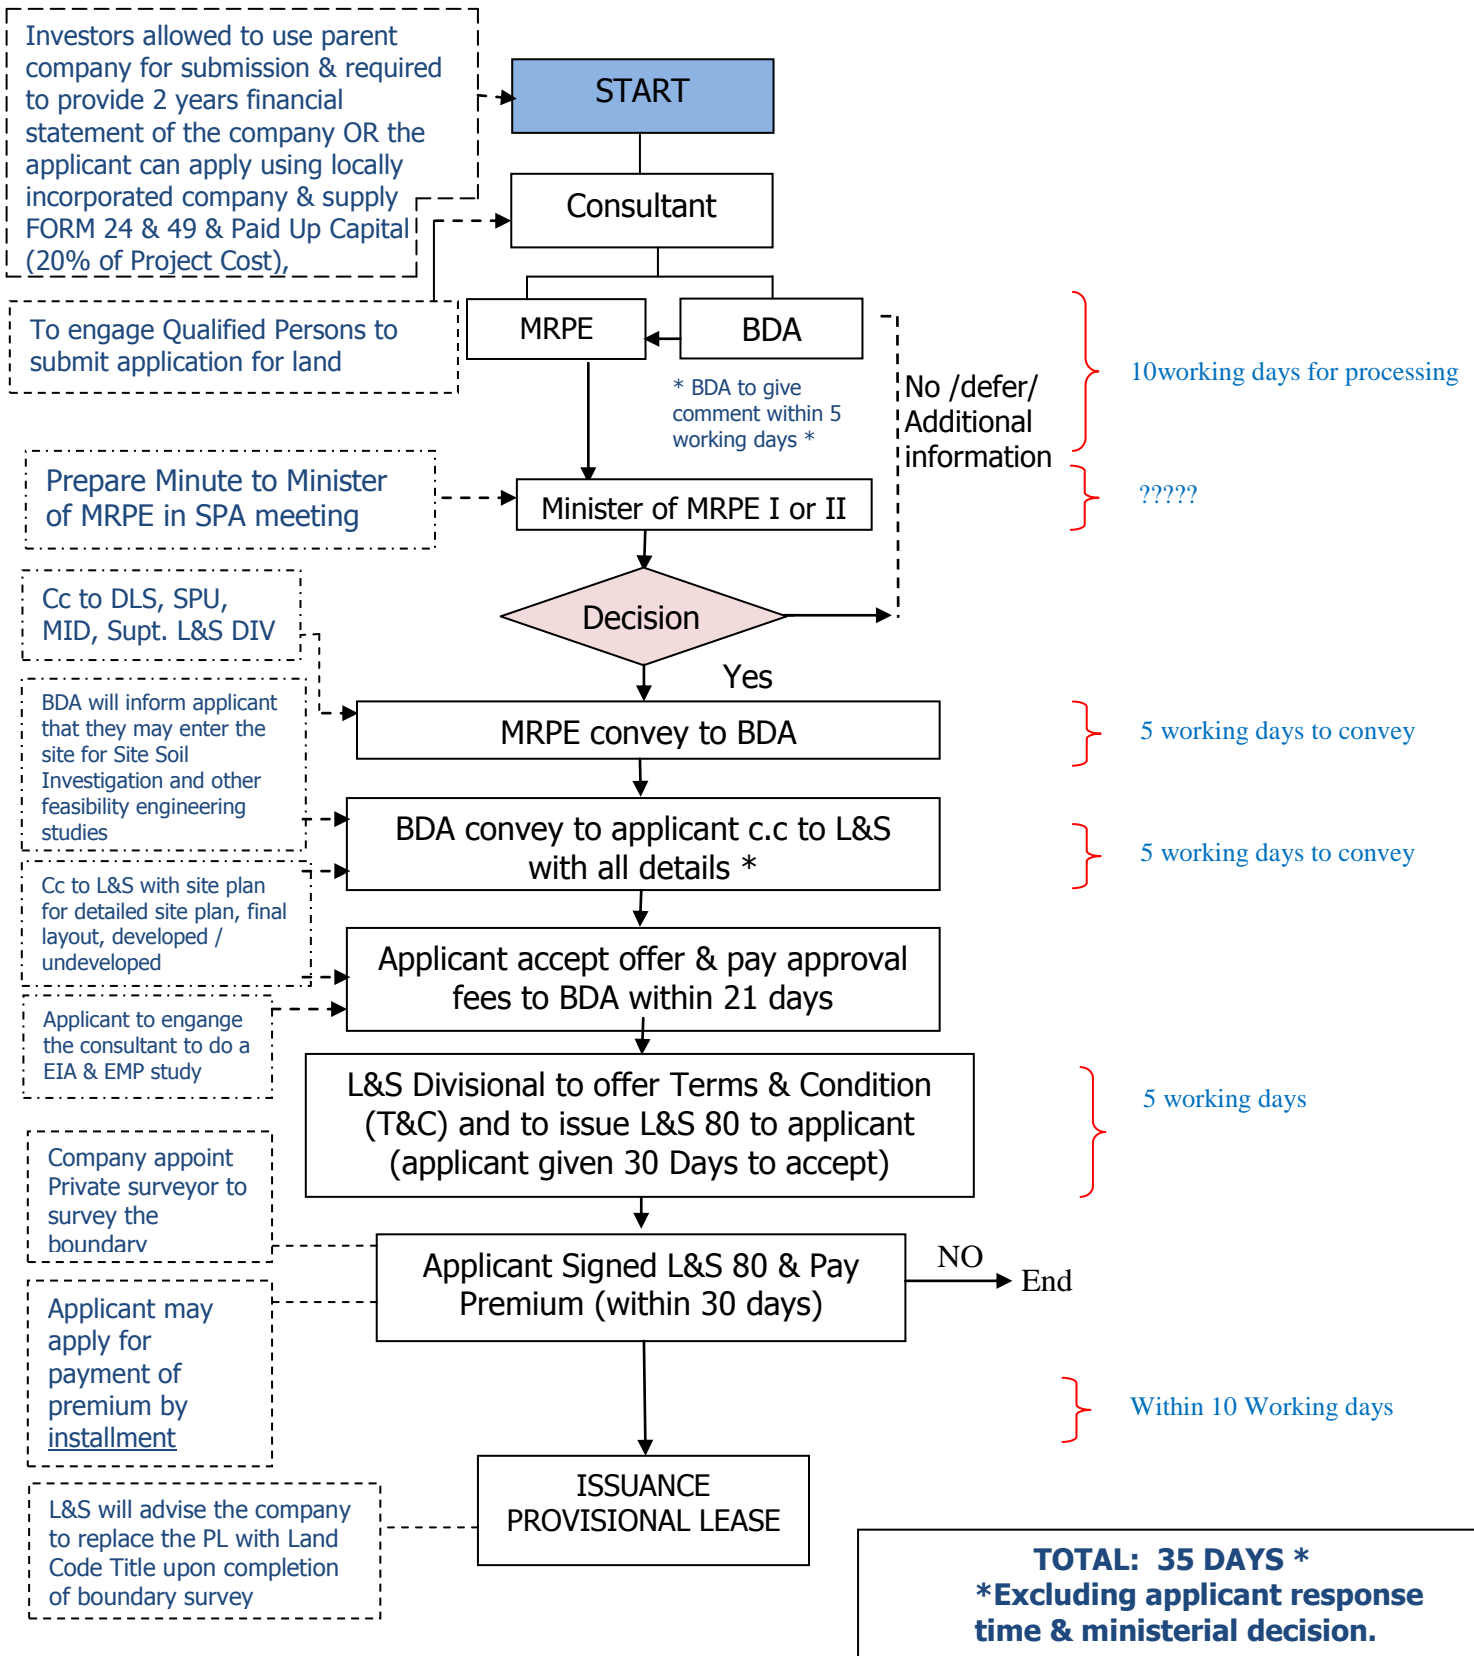 Investors allowed to use parent
company for submission & required
to provide 2 years financial
statement of the company OR the
applicant can apply using locally
incorporated company & supply
FORM 24 & 49 & Paid Up Capital
(20% of Project Cost),
START
Consultant
To engage Qualified Persons to
submit application for land
MRPE
BDA
* BDA to give
comment within 5
working days *
No /defer/
Additional
information
10working days for processing
Prepare Minute to Minister
of MRPE in SPA meeting
Minister of MRPE I or II
?????
Decision
Cc to DLS, SPU,
MID, Supt. L&S DIV
Yes
BDA will inform applicant
that they may enter the
site for Site Soil
Investigation and other
feasibility engineering
studies
MRPE convey to BDA
5 working days to convey
BDA convey to applicant c.c to L&S
with all details *
5 working days to convey
Cc to L&S with site plan
for detailed site plan, final
layout, developed /
undeveloped
Applicant accept offer & pay approval
fees to BDA within 21 days
Applicant to engange
the consultant to do a
EIA & EMP study
L&S Divisional to offer Terms & Condition
(T&C) and to issue L&S 80 to applicant
(applicant given 30 Days to accept)
5 working days
Company appoint
Private surveyor to
survey the
boundary
Applicant Signed L&S 80 & Pay
Premium (within 30 days)
NO
End
Applicant may
apply for
payment of
premium by
installment
Within 10 Working days
ISSUANCE
PROVISIONAL LEASE
L&S will advise the company
to replace the PL with Land
Code Title upon completion
of boundary survey
TOTAL: 35 DAYS *
*Excluding applicant response
time & ministerial decision.